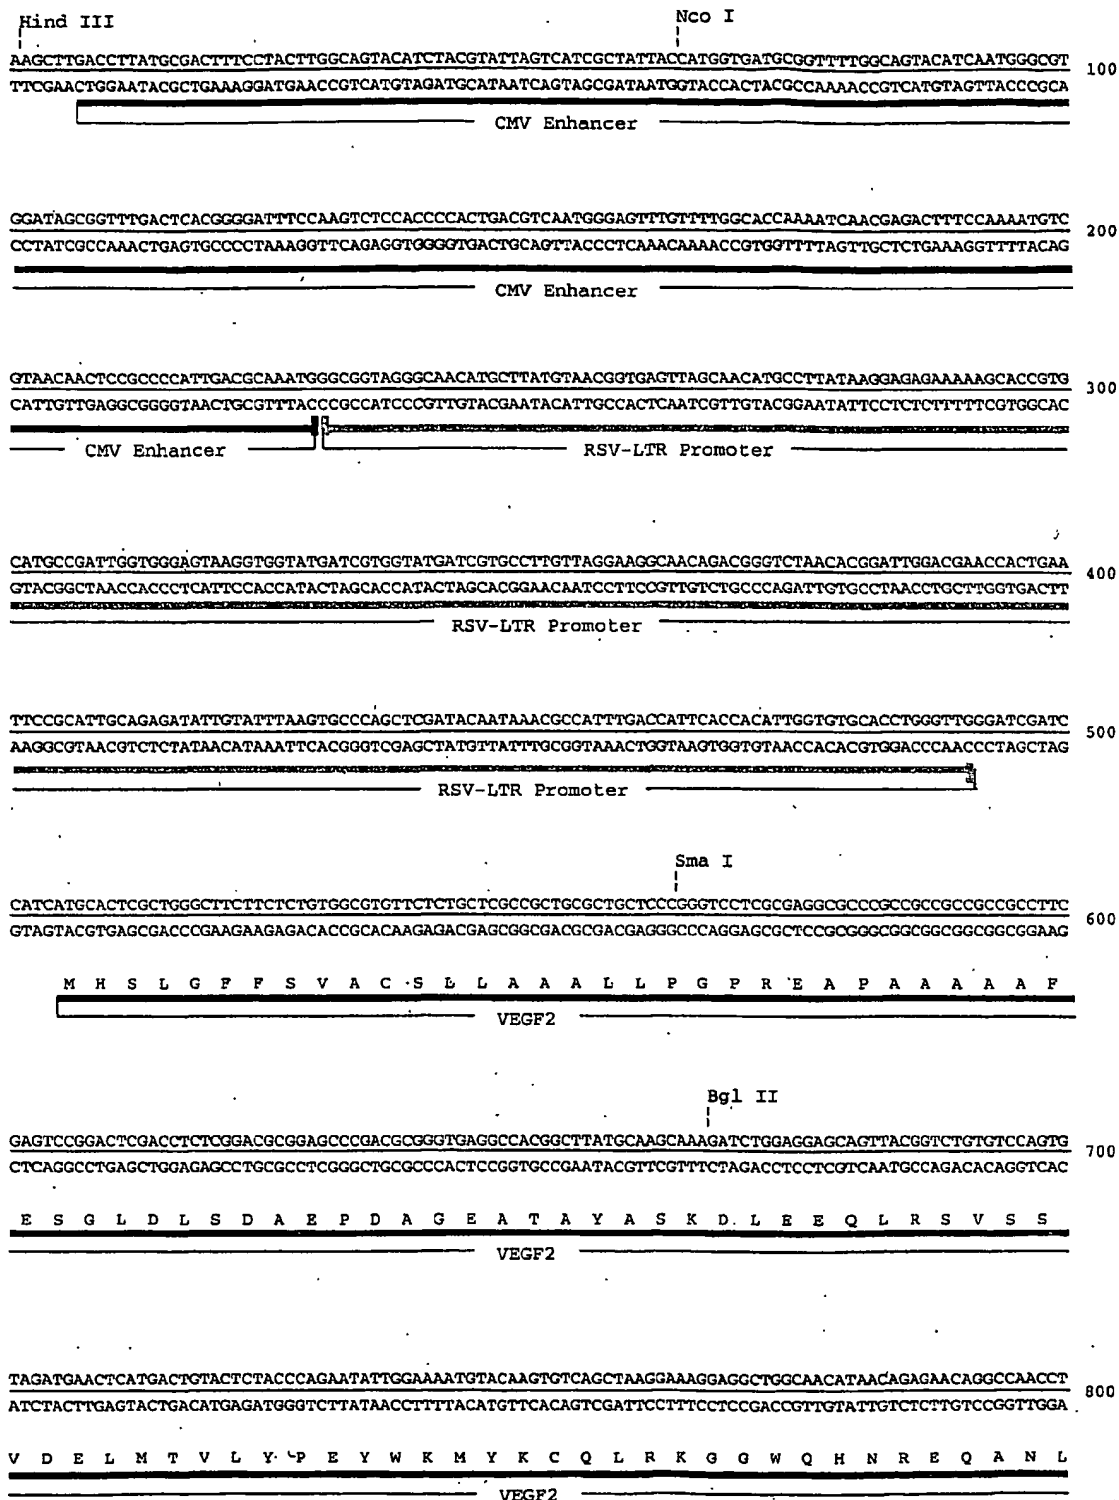 Hind III
Nco I
AAGCTTGACCTTATGCGACTTTCCTACTTGGCAGTACATCTACGTATTAGTCATCGCTATTACCATGGTGATGCGGTTTTGGCAGTACATCAATGGGCGT 100
TTCGAACTGGAATACGCTGAAAGGATGAACCGTCATGTAGATGCATAATCAGTAGCGATAATGGTACCACTACGCCAAAACCGTCATGTAGTTACCCGCA
CMV Enhancer
GGATAGCGGTTTGACTCACGGGGATTTCCAAGTCTCCACCCCACTGACGTCAATGGGAGTTTGTTTTGGCACCAAAATCAACGAGACTTTCCAAAATGTC 200
CCTATCGCCAAACTGAGTGCCCCTAAAGGTTCAGAGGTGGGGTGACTGCAGTTACCCTCAAACAAAACCGTGGTTTTAGTTGCTCTGAAAGGTTTTACAG
CMV Enhancer
GTAACAACTCCGCCCCATTGACGCAAATGGGCGGTAGGGCAACATGCTTATGTAACGGTGAGTTAGCAACATGCCTTATAAGGAGAGAAAAAGCACCGTG 300
CATTGTTGAGGCGGGGTAACTGCGTTTACCCGCCATCCCGTTGTACGAATACATTGCCACTCAATCGTTGTACGGAATATTCCTCTCTTTTTCGTGGCAC
CMV Enhancer
RSV-LTR Promoter
CATGCCGATTGGTGGGAGTAAGGTGGTATGATCGTGGTATGATCGTGCCTTGTTAGGAAGGCAACAGACGGGTCTAACACGGATTGGACGAACCACTGAA 400
GTACGGCTAACCACCCTCATTCCACCATACTAGCACCATACTAGCACGGAACAATCCTTCCGTTGTCTGCCCAGATTGTGCCTAACCTGCTTGGTGACTT
RSV-LTR Promoter
TTCCGCATTGCAGAGATATTGTATTTAAGTGCCCAGCTCGATACAATAAACGCCATTTGACCATTCACCACATTGGTGTGCACCTGGGTTGGGATCGATC 500
AAGGCGTAACGTCTCTATAACATAAATTCACGGGTCGAGCTATGTTATTTGCGGTAAACTGGTAAGTGGTGTAACCACACGTGGACCCAACCCTAGCTAG
RSV-LTR Promoter
Sma I
CATCATGCACTCGCTGGGCTTCTTCTCTGTGGCGTGTTCTCTGCTCGCCGCTGCGCTGCTCCCGGGTCCTCGCGAGGCGCCCGCCGCCGCCGCCGCCTTC 600
GTAGTACGTGAGCGACCCGAAGAAGAGACACCGCACAAGAGACGAGCGGCGACGCGACGAGGGCCCAGGAGCGCTCCGCGGGCGGCGGCGGCGGCGGAAG
M H S L G F F S V A C S L L A A A L L P G P R E A P A A A A A F
VEGF2
Bgl II
GAGTCCGGACTCGACCTCTCGGACGCGGAGCCCGACGCGGGTGAGGCCACGGCTTATGCAAGCAAAGATCTGGAGGAGCAGTTACGGTCTGTGTCCAGTG 700
CTCAGGCCTGAGCTGGAGAGCCTGCGCCTCGGGCTGCGCCCACTCCGGTGCCGAATACGTTCGTTTCTAGACCTCCTCGTCAATGCCAGACACAGGTCAC
E S G L D L S D A E P D A G E A T A Y A S K D L E E Q L R S V S S
VEGF2
TAGATGAACTCATGACTGTACTCTACCCAGAATATTGGAAAATGTACAAGTGTCAGCTAAGGAAAGGAGGCTGGCAACATAACAGAGAACAGGCCAACCT 800
ATCTACTTGAGTACTGACATGAGATGGGTCTTATAACCTTTTACATGTTCACAGTCGATTCCTTTCCTCCGACCGTTGTATTGTCTCTTGTCCGGTTGGA
V D E L M T V L Y P E Y W K M Y K C Q L R K G G W Q H N R E Q A N L
VEGF2